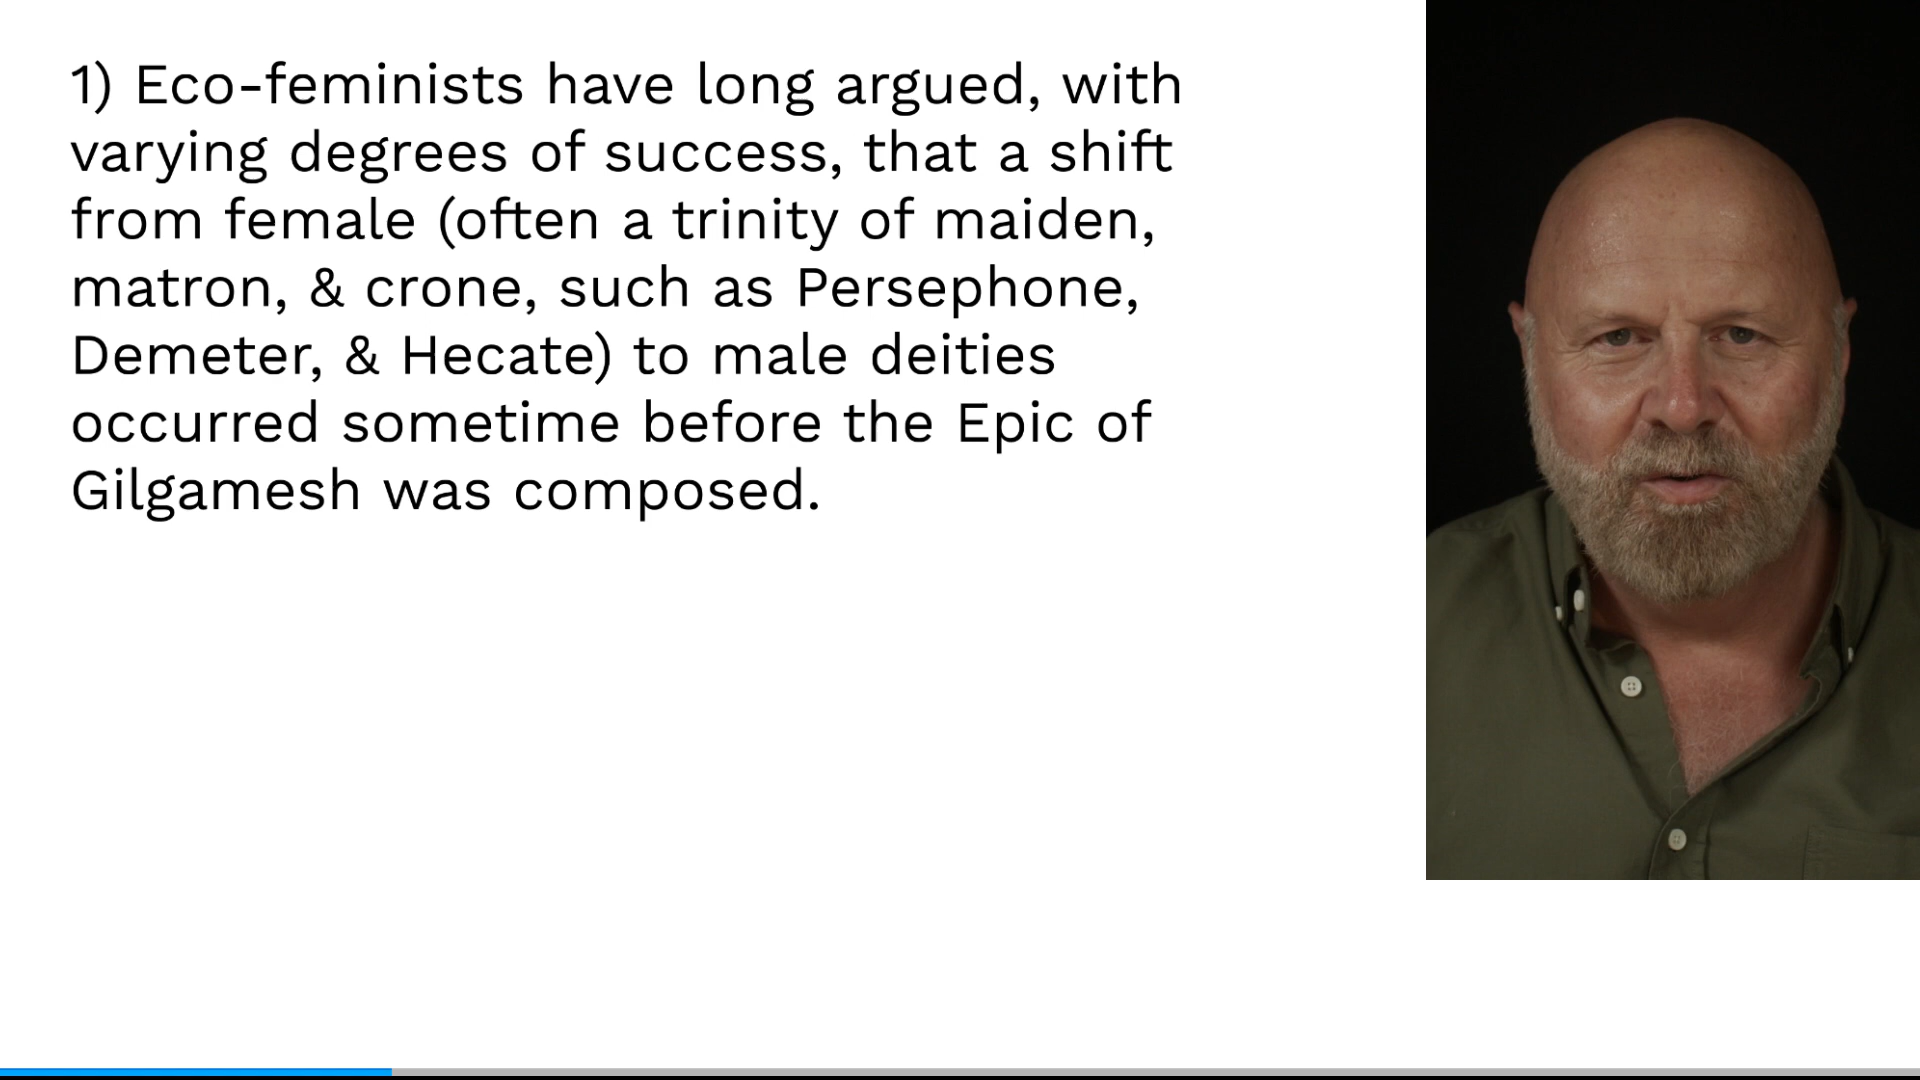 1) Eco-feminists have long argued, with
varying degrees of success, that a shift
from female (often a trinity of maiden,
matron, & crone, such as Persephone,
Demeter, & Hecate) to male deities
occurred sometime before the Epic of
Gilgamesh was composed.